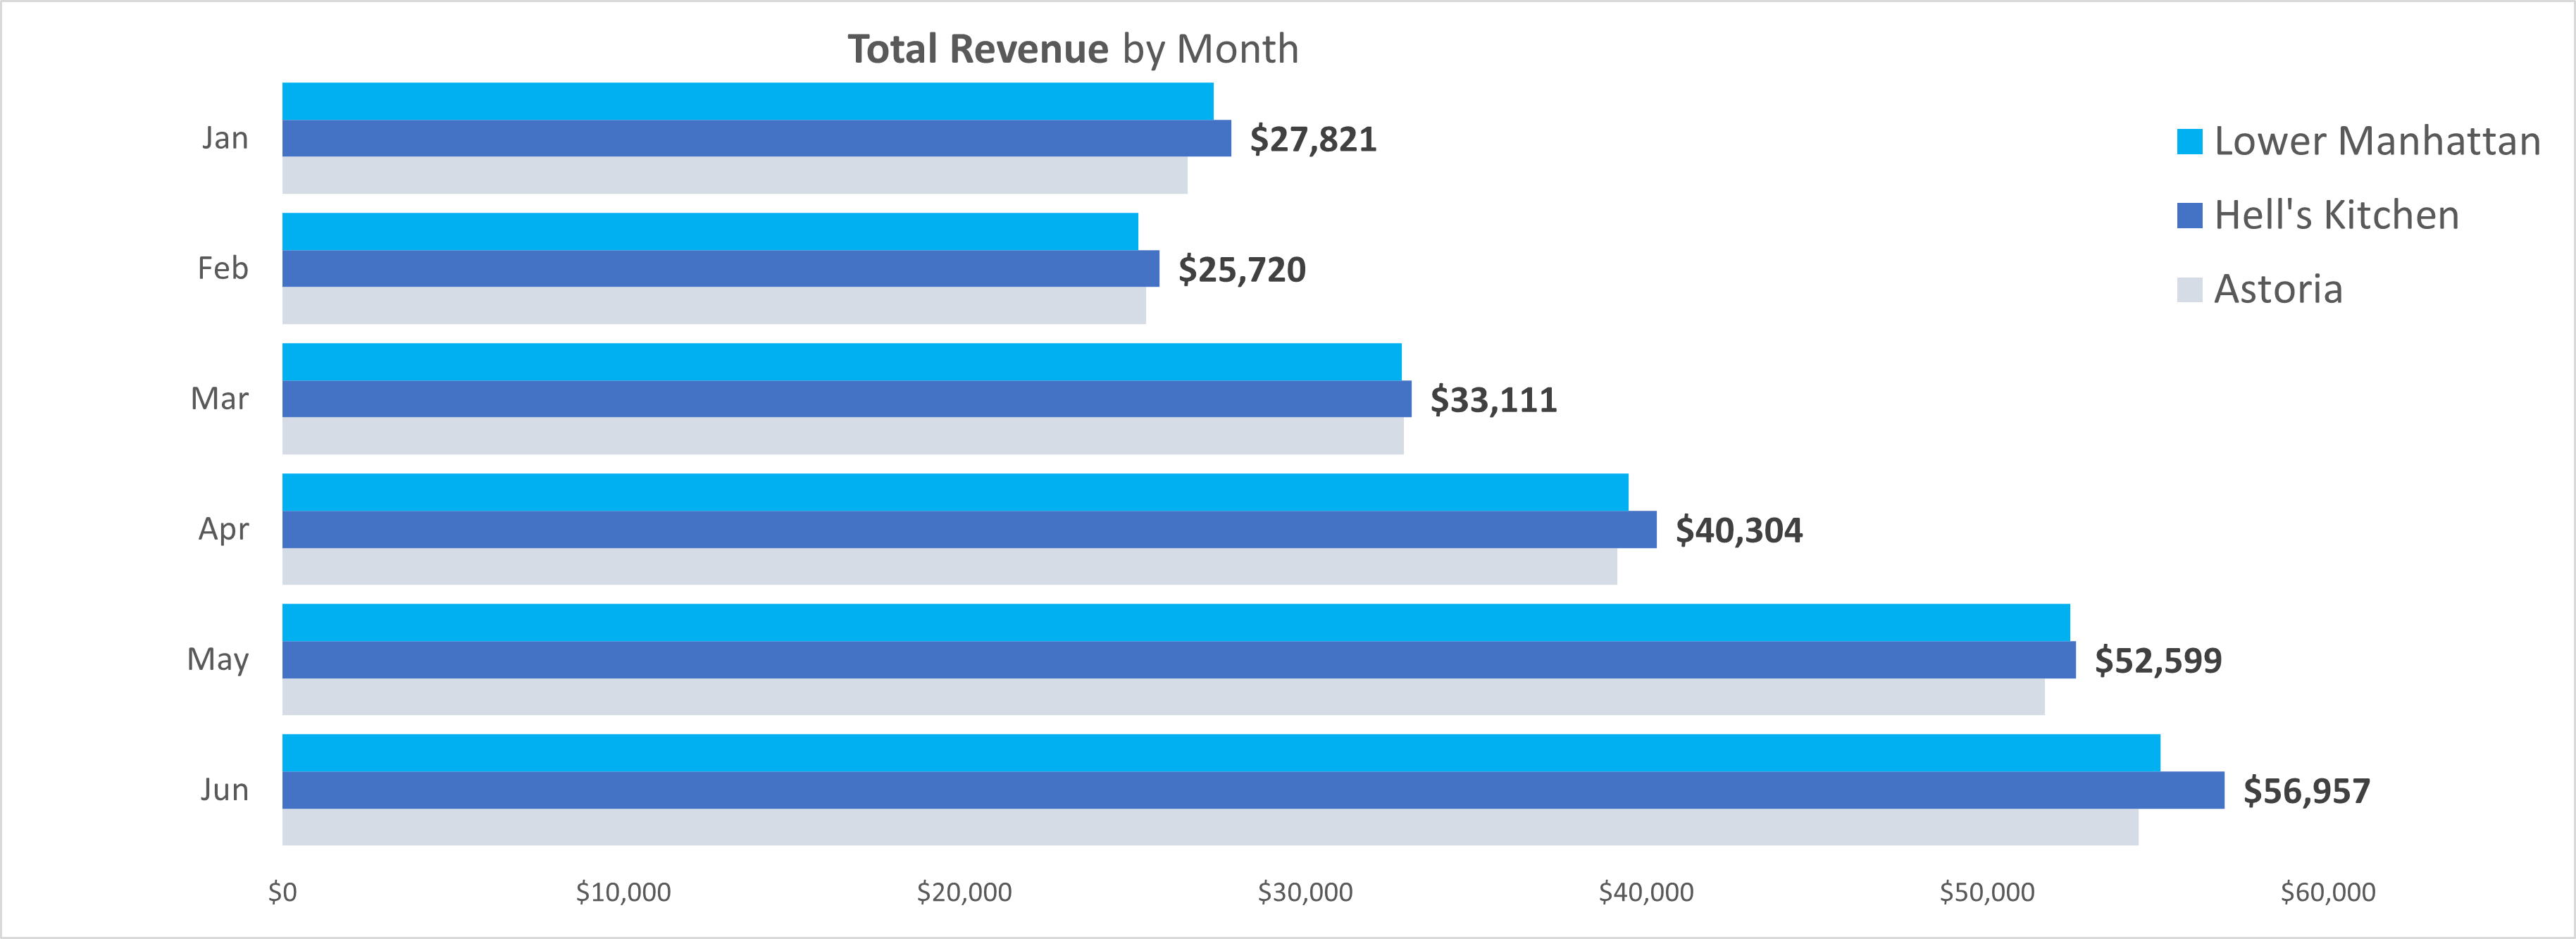 Total Revenue by Month
Jan
$27,821
Feb
$25,720
Mar
$33,111
Apr
$40,304
May
$52,599
Jun
$56,957
$0
$10,000
$20,000
$30,000
$40,000
$50,000
$60,000
Lower Manhattan
Hell's Kitchen
Astoria